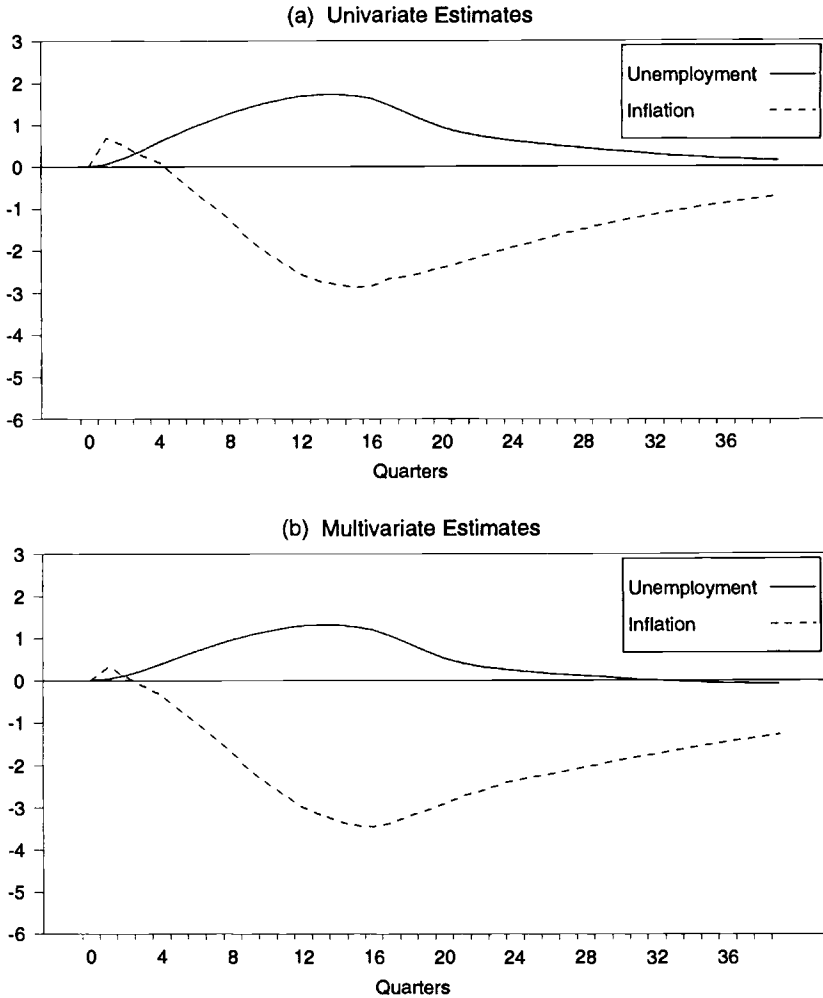 (a) Univariate Estimates
3
2
1
0
-1
-2
-3
-4
-5
-6
Unemployment
Inflation
0 4 8 12 16 20 24 28 32 36
Quarters
(b) Multivariate Estimates
3
2
1
0
-1
-2
-3
-4
-5
-6
Unemployment
Inflation
0 4 8 12 16 20 24 28 32 36
Quarters